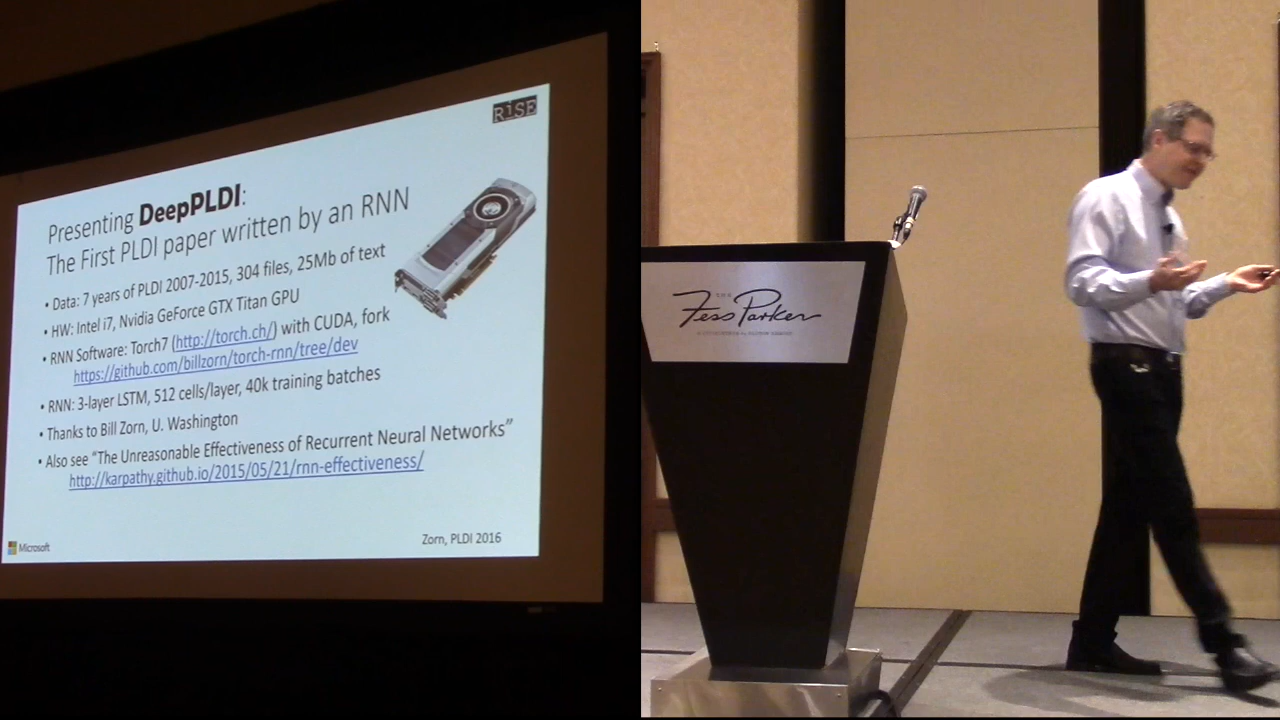 RiSE
Presenting DeepPLDI:
The First PLDI paper written by an RNN
• Data: 7 years of PLDI 2007-2015, 304 files, 25Mb of text
• HW: Intel i7, Nvidia GeForce GTX Titan GPU
• RNN Software: Torch7 (http://torch.ch/) with CUDA, fork
https://github.com/billzorn/torch-rnn/tree/dev
• RNN: 3-layer LSTM, 512 cells/layer, 40k training batches
• Thanks to Bill Zorn, U. Washington
• Also see “The Unreasonable Effectiveness of Recurrent Neural Networks”
http://karpathy.github.io/2015/05/21/rnn-effectiveness/
Microsoft
Zorn, PLDI 2016
THE
Fess Parker